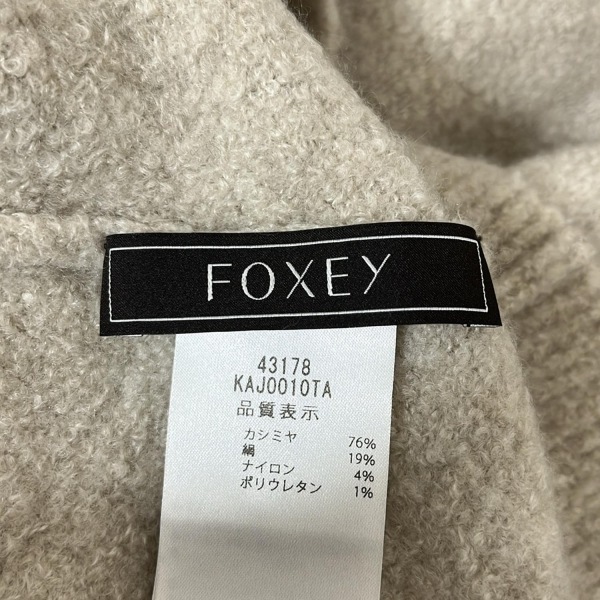 FOXEY
43178
KAJ0010TA
品質表示
カシミヤ 76%
絹 19%
ナイロン 4%
ポリウレタン 1%